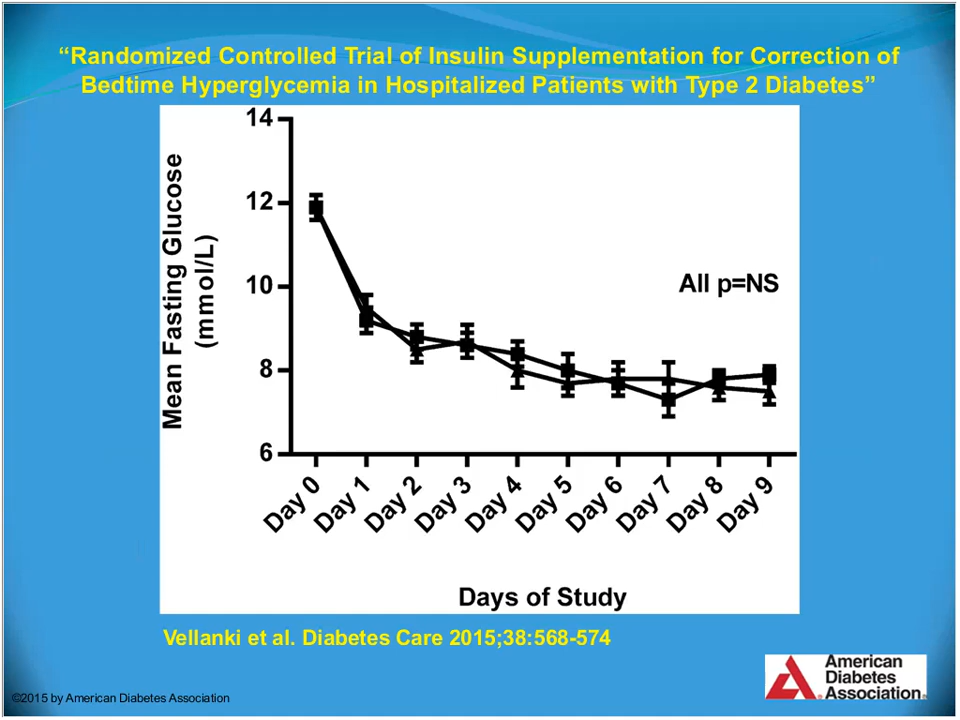 “Randomized Controlled Trial of Insulin Supplementation for Correction of
Bedtime Hyperglycemia in Hospitalized Patients with Type 2 Diabetes”
Mean Fasting Glucose
(mmol/L)
14
12
10
8
6
All p=NS
Day 0
Day 1
Day 2
Day 3
Day 4
Day 5
Day 6
Day 7
Day 8
Day 9
Days of Study
Vellanki et al. Diabetes Care 2015;38:568-574
American
Diabetes
Association.
©2015 by American Diabetes Association